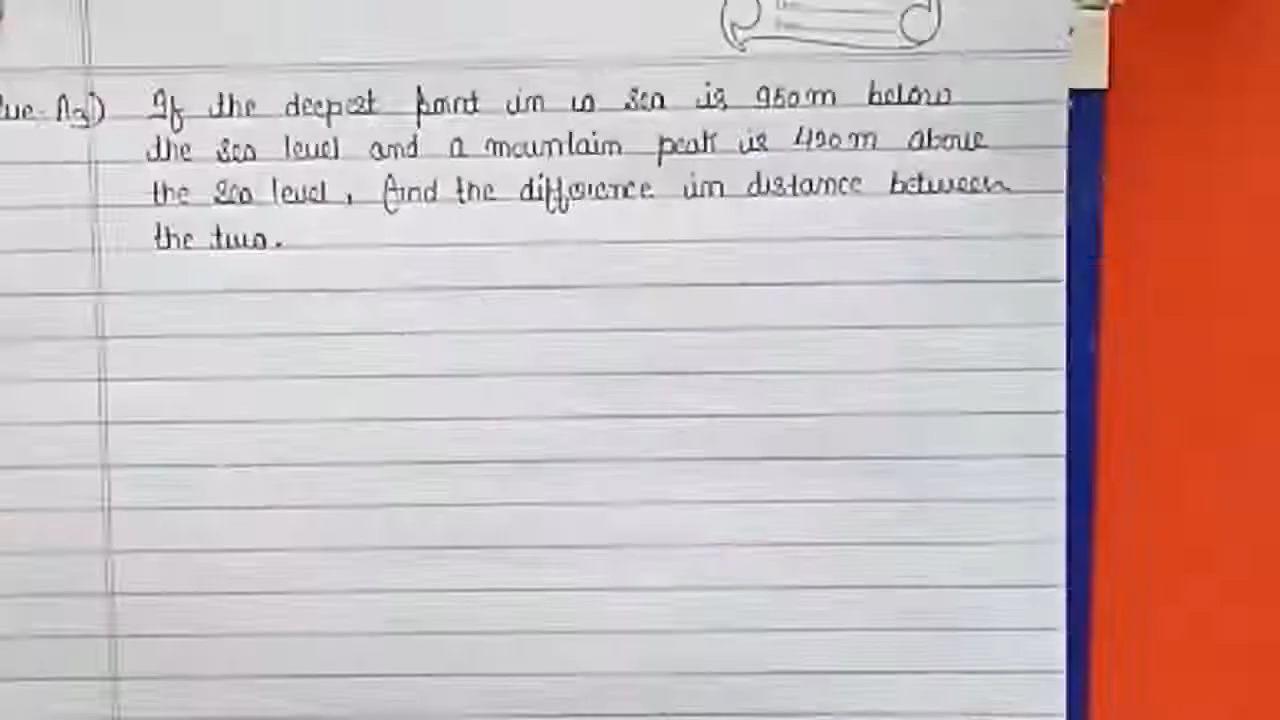 If the deepest point in a sea is 950m below
the sea level and a mountain peak is 420m above
the sea level, find the difference in distance between
the two.